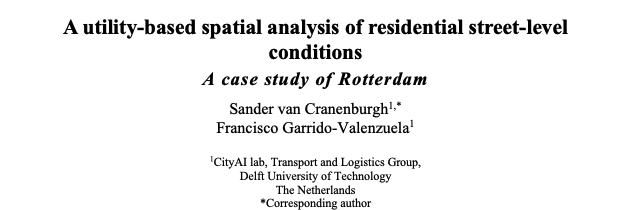 A utility-based spatial analysis of residential street-level
conditions
A case study of Rotterdam
Sander van Cranenburgh1,*
Francisco Garrido-Valenzuela1
1CityAI lab, Transport and Logistics Group,
Delft University of Technology
The Netherlands
*Corresponding author